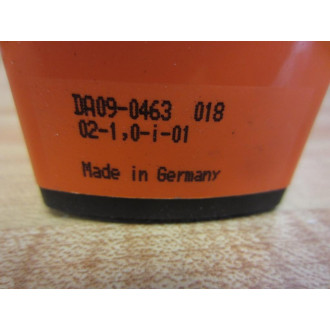 DA09-0463 018
02-1,0-i-01
Made in Germany